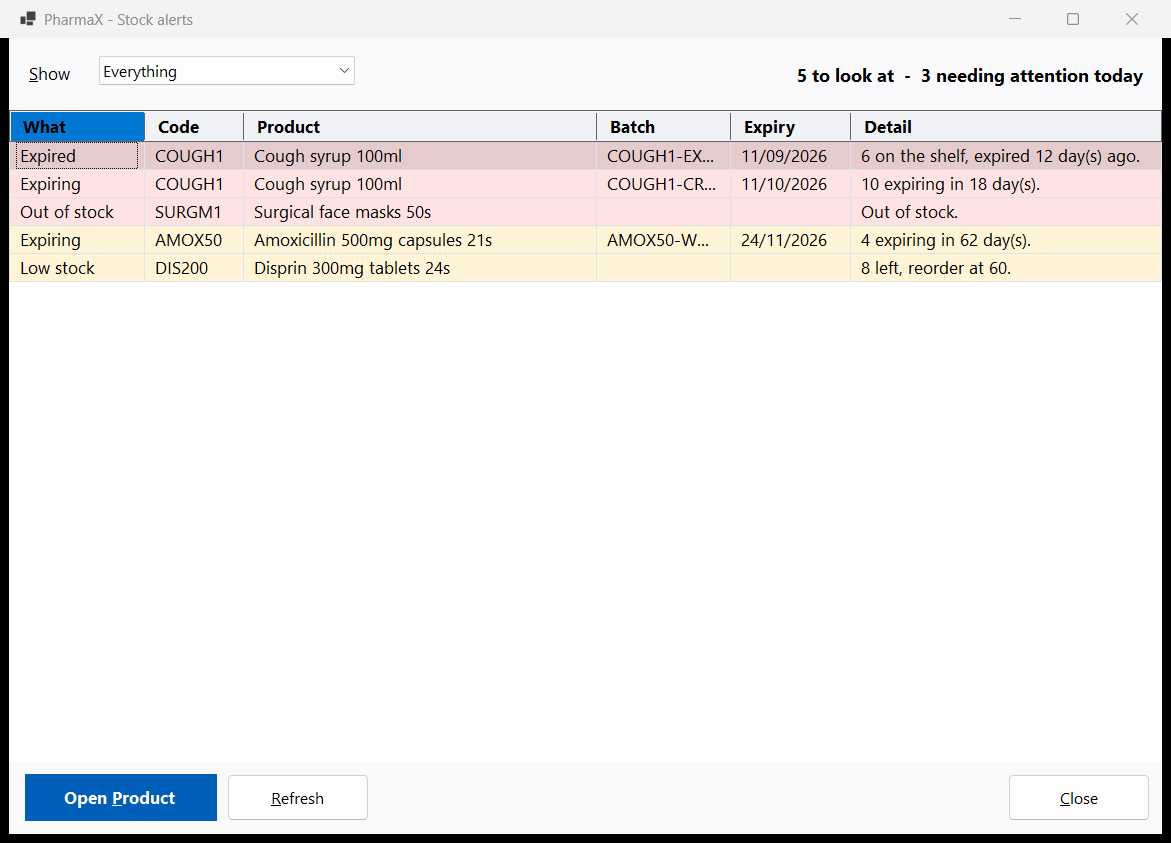 PharmaX - Stock alerts
Show Everything 5 to look at - 3 needing attention today
What Code Product Batch Expiry Detail
Expired COUGH1 Cough syrup 100ml COUGH1-EX... 11/09/2026 6 on the shelf, expired 12 day(s) ago.
Expiring COUGH1 Cough syrup 100ml COUGH1-CR... 11/10/2026 10 expiring in 18 day(s).
Out of stock SURGM1 Surgical face masks 50s Out of stock.
Expiring AMOX50 Amoxicillin 500mg capsules 21s AMOX50-W... 24/11/2026 4 expiring in 62 day(s).
Low stock DIS200 Disprin 300mg tablets 24s 8 left, reorder at 60.
Open Product Refresh Close